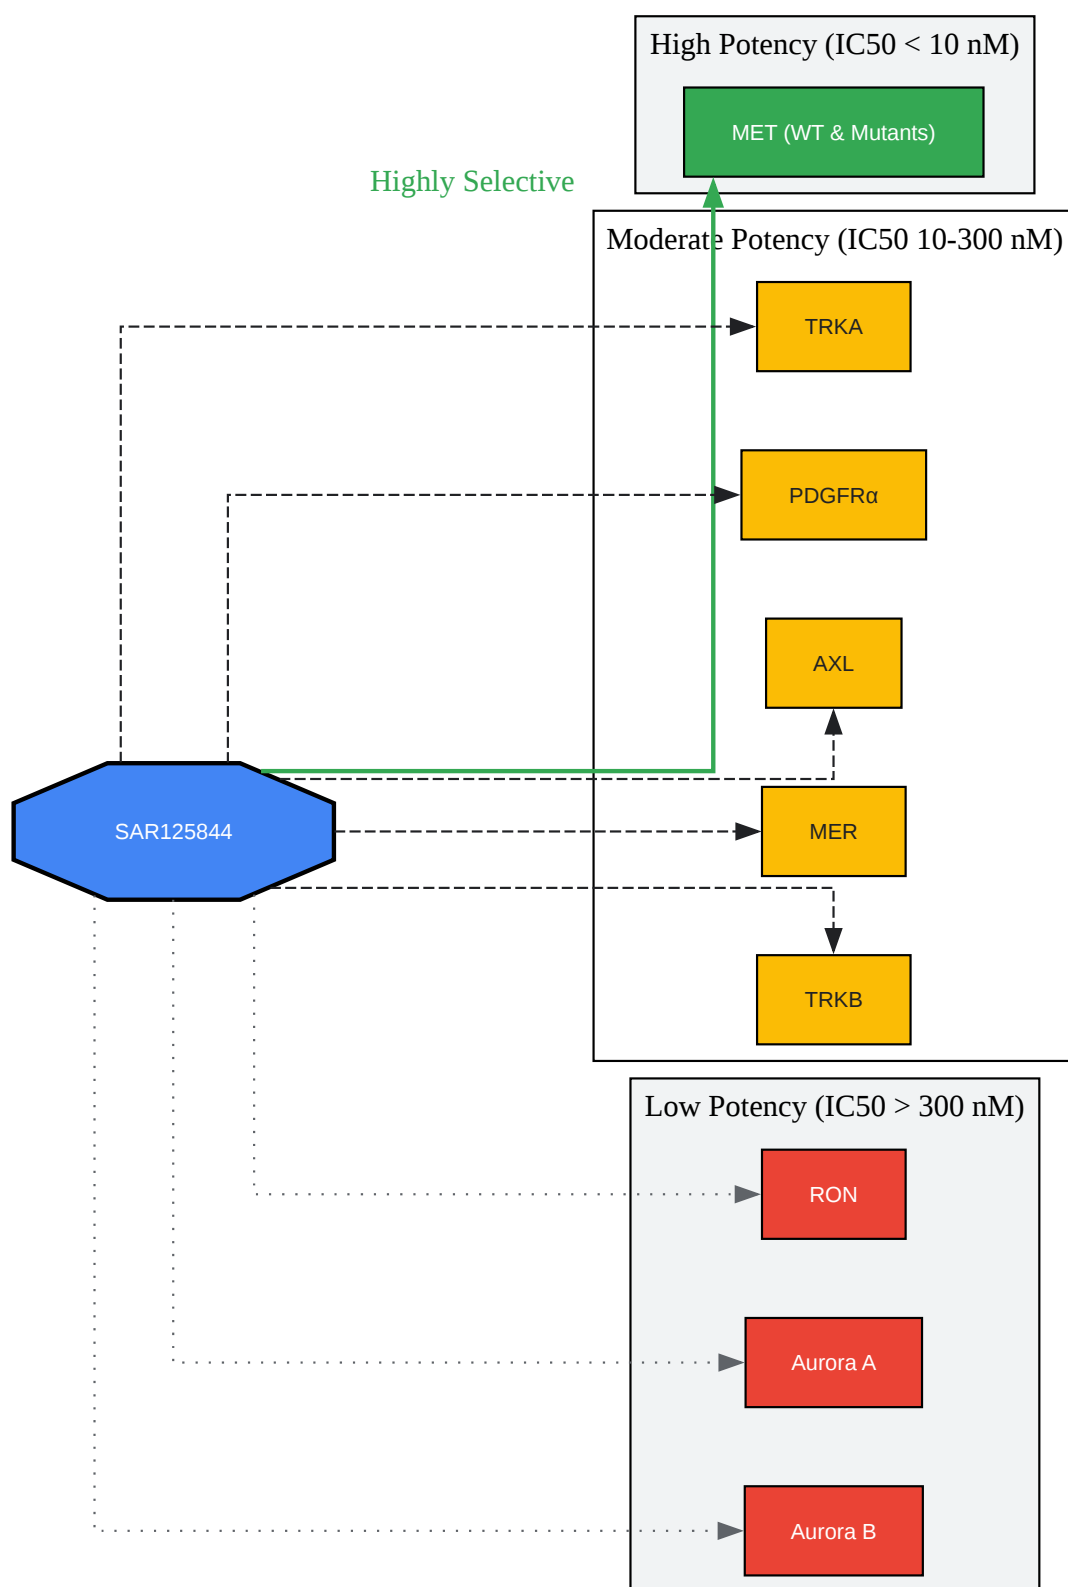 High Potency (IC50 < 10 nM)
MET (WT & Mutants)
Highly Selective
Moderate Potency (IC50 10-300 nM)
TRKA
PDGFRα
AXL
SAR125844
MER
TRKB
Low Potency (IC50 > 300 nM)
RON
Aurora A
Aurora B